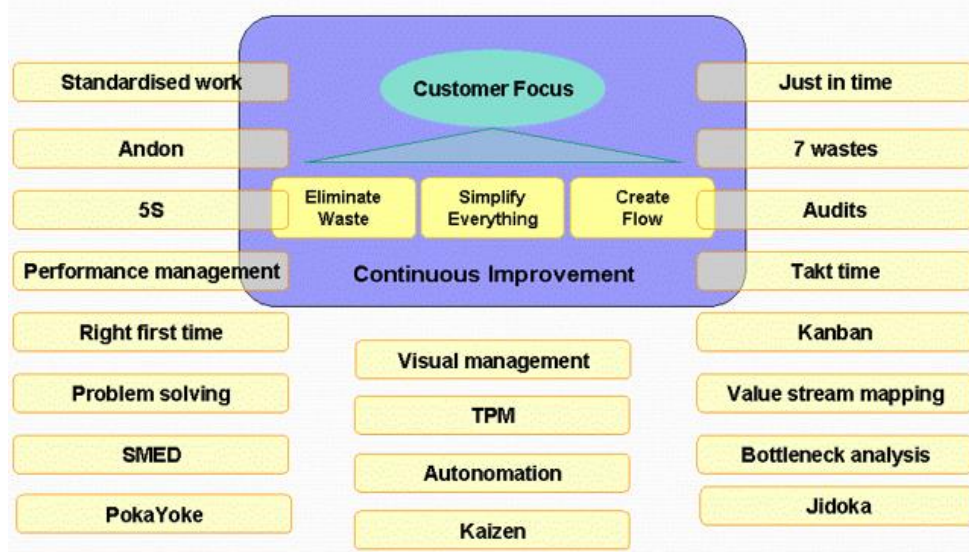 Customer Focus
Eliminate
Waste
Simplify
Everything
Create
Flow
Continuous Improvement
Standardised work
Andon
5S
Performance management
Right first time
Problem solving
SMED
PokaYoke
Visual management
TPM
Autonomation
Kaizen
Just in time
7 wastes
Audits
Takt time
Kanban
Value stream mapping
Bottleneck analysis
Jidoka